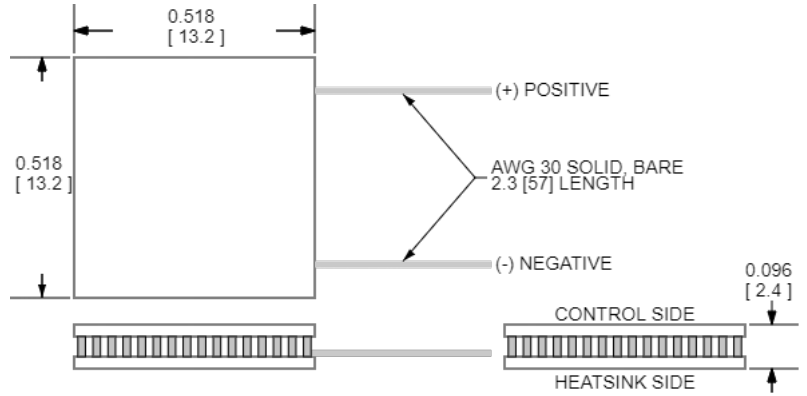 0.518
[ 13.2 ]
(+) POSITIVE
0.518
[ 13.2 ]
AWG 30 SOLID, BARE
2.3 [57] LENGTH
(-) NEGATIVE
0.096
[ 2.4 ]
CONTROL SIDE
HEATSINK SIDE